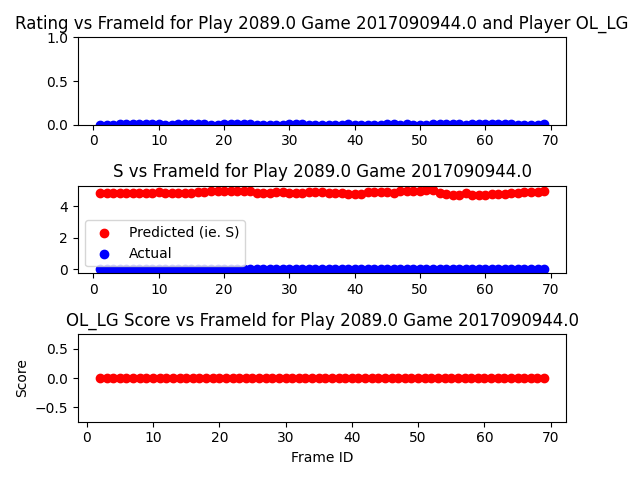 Rating vs FrameId for Play 2089.0 Game 2017090944.0 and Player OL_LG
1.0
0.5
0.0
0 10 20 30 40 50 60 70
S vs FrameId for Play 2089.0 Game 2017090944.0
4
2
0
Predicted (ie. S)
Actual
0 10 20 30 40 50 60 70
OL_LG Score vs FrameId for Play 2089.0 Game 2017090944.0
Score
0.5
0.0
−0.5
0 10 20 30 40 50 60 70
Frame ID